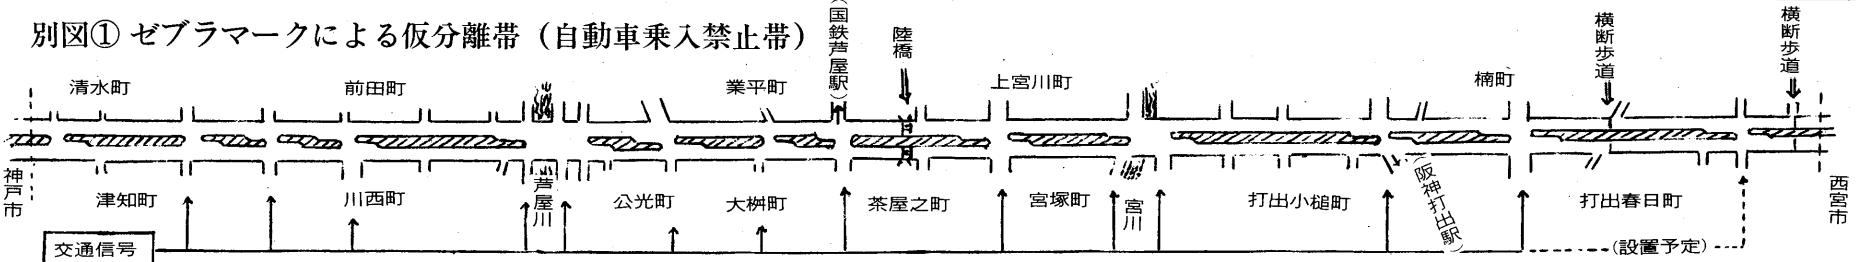 別図① ゼブラマークによる仮分離帯(自動車乗入禁止帯)
(国鉄芦屋駅)
陸橋
横断歩道
横断歩道
清水町
前田町
業平町
上宮川町
楠町
神戸市
津知町
川西町
芦屋川
公光町
大桝町
茶屋之町
宮塚町
宮川
打出小槌町
(阪神打出駅)
打出春日町
西宮市
交通信号
(設置予定)